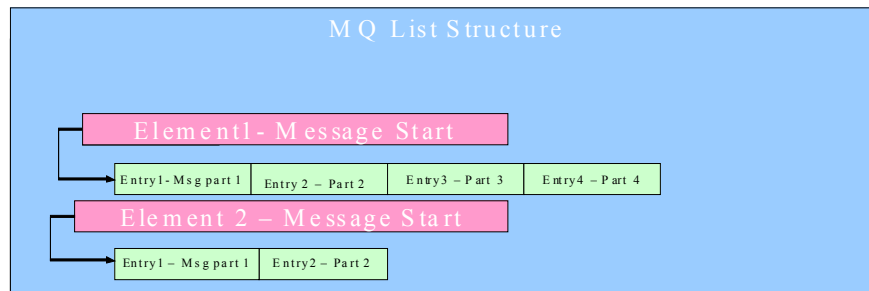 MQ List Structure
Element1- Message Start
Entry1-Msg part 1
Entry 2 – Part 2
Entry3 – Part 3
Entry4 – Part 4
Element 2 – Message Start
Entry1 – Msg part 1
Entry2 – Part 2